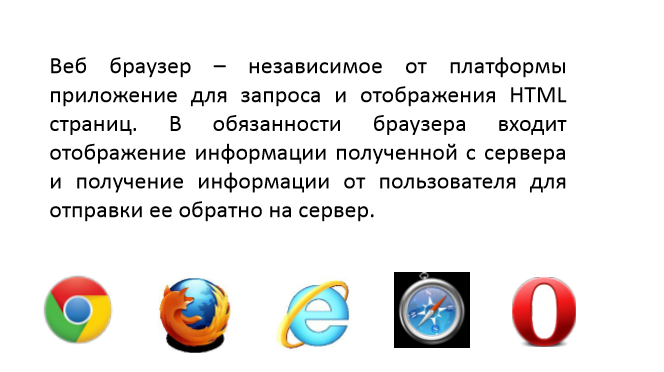 Веб браузер – независимое от платформы
приложение для запроса и отображения HTML
страниц. В обязанности браузера входит
отображение информации полученной с сервера
и получение информации от пользователя для
отправки ее обратно на сервер.